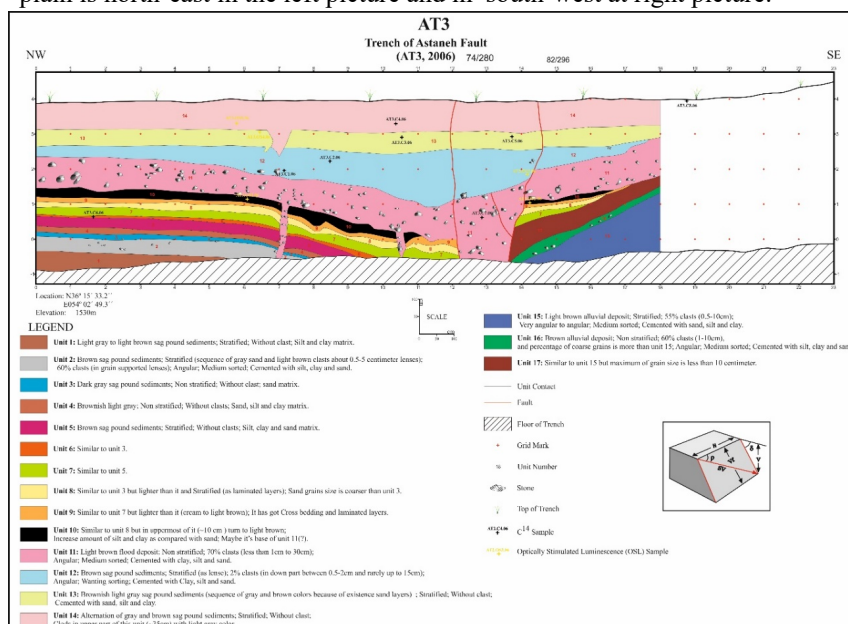 plain is north-east in the left picture and in south-west at right picture.
AT3
Trench of Astaneh Fault
(AT3, 2006)
74/280
82/296
NW
SE
Location: N36° 15´ 33.2´´
E054° 02´ 49.3´´
Elevation: 1530m
SCALE
LEGEND
Unit 1: Light gray to light brown sag pound sediments; Stratified; Without clast; Silt and clay matrix.
Unit 2: Brown sag pound sediments; Stratified (sequence of gray sand and light brown clasts about 0.5-5 centimeter lenses);
60% clasts (in grain supported lenses); Angular; Medium sorted; Cemented with silt, clay and sand.
Unit 3: Dark gray sag pound sediments; Non stratified; Without clast; sand matrix.
Unit 4: Brownish light gray; Non stratified; Without Clasts; Sand, silt and clay matrix.
Unit 5: Brown sag pound sediments; Stratified; Without clasts; Silt, clay and sand matrix.
Unit 6: Similar to unit 3.
Unit 7: Similar to unit 5.
Unit 8: Similar to unit 3 but lighter than it and Stratified (as laminated layers); Sand grains size is coarser than unit 3.
Unit 9: Similar to unit 7 but lighter than it (cream to light brown); It has got Cross bedding and laminated layers.
Unit 10: Similar to unit 8 but in uppermost of it (~10 cm ) turn to light brown;
Increase amount of silt and clay as compared with sand; Maybe it's base of unit 11(?).
Unit 11: Light brown flood deposit; Non stratified; 70% clasts (less than 1cm to 30cm);
Angular; Medium sorted; Cemented with clay, silt and sand.
Unit 12: Brown sag pound sediments; Stratified (as lense); 2% clasts (in down part between 0.5-2cm and rarely up to 15cm);
Angular; Wanting sorting; Cemented with Clay, silt and sand.
Unit 13: Brownish light gray sag pound sediments (sequence of gray and brown colors because of existence sand layers) ; Stratified; Without clast;
Cemented with sand, silt and clay.
Unit 14: Alternation of gray and brown sag pound sediments; Stratified; Without clast;
Unit 15: Light brown alluvial deposit; Stratified; 55% clasts (0.5-10cm);
Very angular to angular; Medium sorted; Cemented with sand, silt and clay.
Unit 16: Brown alluvial deposit; Non stratified; 60% clasts (1-10cm),
and percentage of coarse grains is more than unit 15; Angular; Medium sorted; Cemented with silt, clay and sand
Unit 17: Similar to unit 15 but maximum of grain size is less than 10 centimeter.
Unit Contact
Fault
Floor of Trench
Grid Mark
Unit Number
Stone
Top of Trench
C14 Sample
Optically Stimulated Luminescence (OSL) Sample